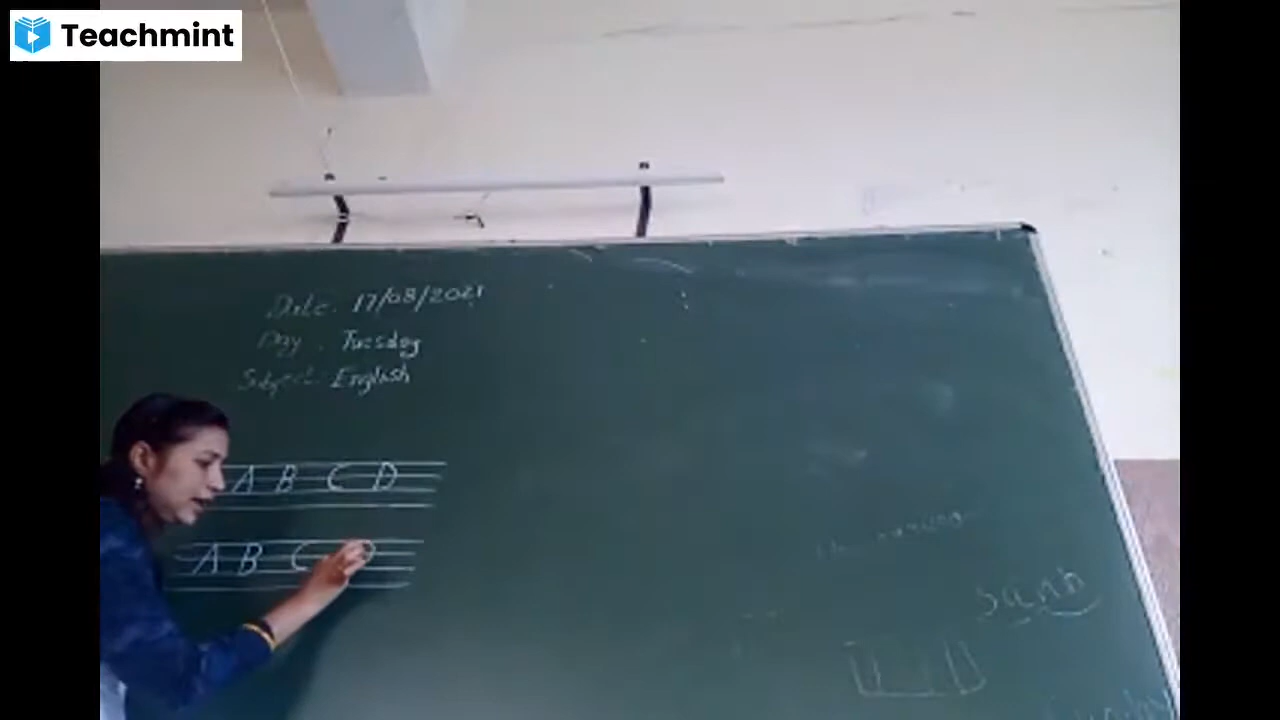 Teachmint
Date. 17/08/2021
Day. Tuesday
Subject. English
A B C D
A B C D